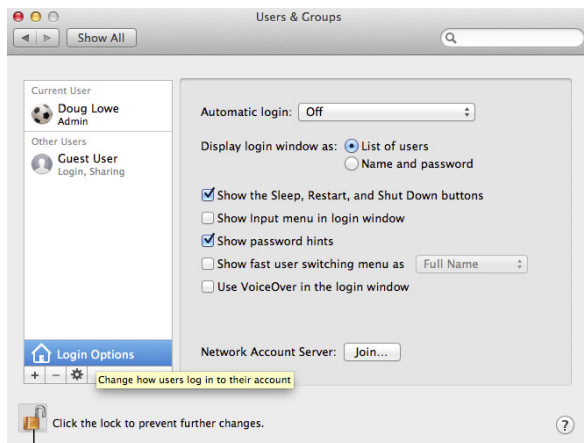 Users & Groups
Show All
Current User
Doug Lowe
Admin
Other Users
Guest User
Login, Sharing
Login Options
+ −
Change how users log in to their account
Automatic login: Off
Display login window as: List of users
Name and password
Show the Sleep, Restart, and Shut Down buttons
Show Input menu in login window
Show password hints
Show fast user switching menu as Full Name
Use VoiceOver in the login window
Network Account Server: Join...
Click the lock to prevent further changes.
?